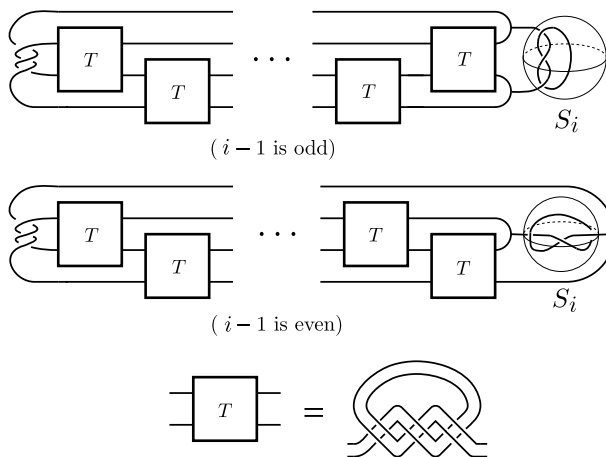 T T . . . T T
S_i
( i − 1 is odd)
T T . . . T T
S_i
( i − 1 is even)
T =